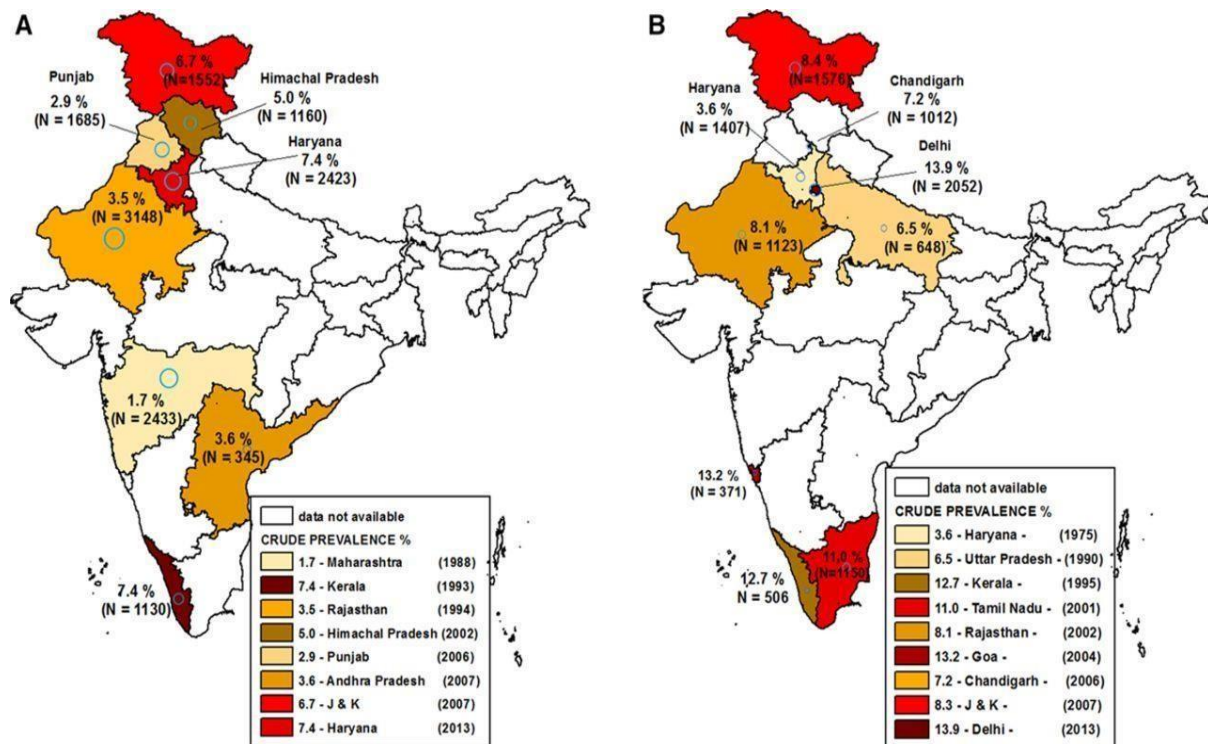 A
6.7 %
(N=1552)
Punjab
2.9 %
(N = 1685)
Himachal Pradesh
5.0 %
(N = 1160)
Haryana
7.4 %
(N = 2423)
3.5 %
(N = 3148)
1.7 %
(N = 2433)
3.6 %
(N = 345)
7.4 %
(N = 1130)
data not available
CRUDE PREVALENCE %
1.7 - Maharashtra (1988)
7.4 - Kerala (1993)
3.5 - Rajasthan (1994)
5.0 - Himachal Pradesh (2002)
2.9 - Punjab (2006)
3.6 - Andhra Pradesh (2007)
6.7 - J & K (2007)
7.4 - Haryana (2013)
B
8.4 %
(N=1576)
Haryana
3.6 %
(N = 1407)
Chandigarh
7.2 %
(N = 1012)
Delhi
13.9 %
(N = 2052)
8.1 %
(N = 1123)
6.5 %
(N = 648)
13.2 %
(N = 371)
11.0 %
(N=1150)
12.7 %
N = 506
data not available
CRUDE PREVALENCE %
3.6 - Haryana - (1975)
6.5 - Uttar Pradesh - (1990)
12.7 - Kerala - (1995)
11.0 - Tamil Nadu - (2001)
8.1 - Rajasthan - (2002)
13.2 - Goa - (2004)
7.2 - Chandigarh - (2006)
8.3 - J & K - (2007)
13.9 - Delhi - (2013)